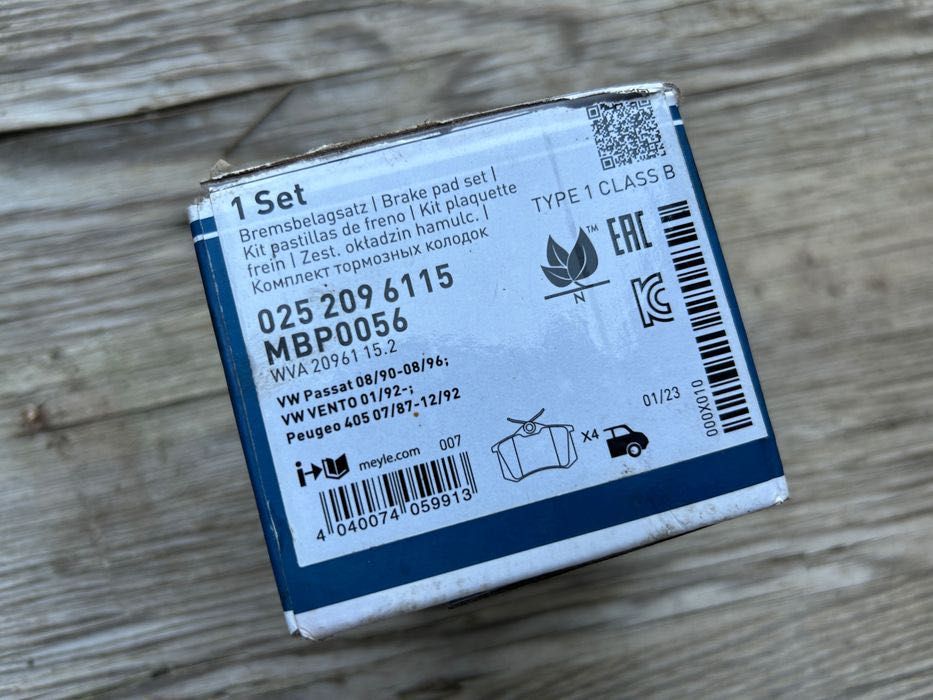 1 Set
Bremsbelagsatz | Brake pad set |
Kit pastillas de freno | Kit plaquette
frein | Zest. okładzin hamulc. |
Комплект тормозных колодок
025 209 6115
MBP0056
WVA 20961 15.2
VW Passat 08/90-08/96;
VW VENTO 01/92-;
Peugeo 405 07/87-12/92
meyle.com 007
4 040074 059913
TYPE 1 CLASS B
TM
EAC
N
X4
01/23
000X010